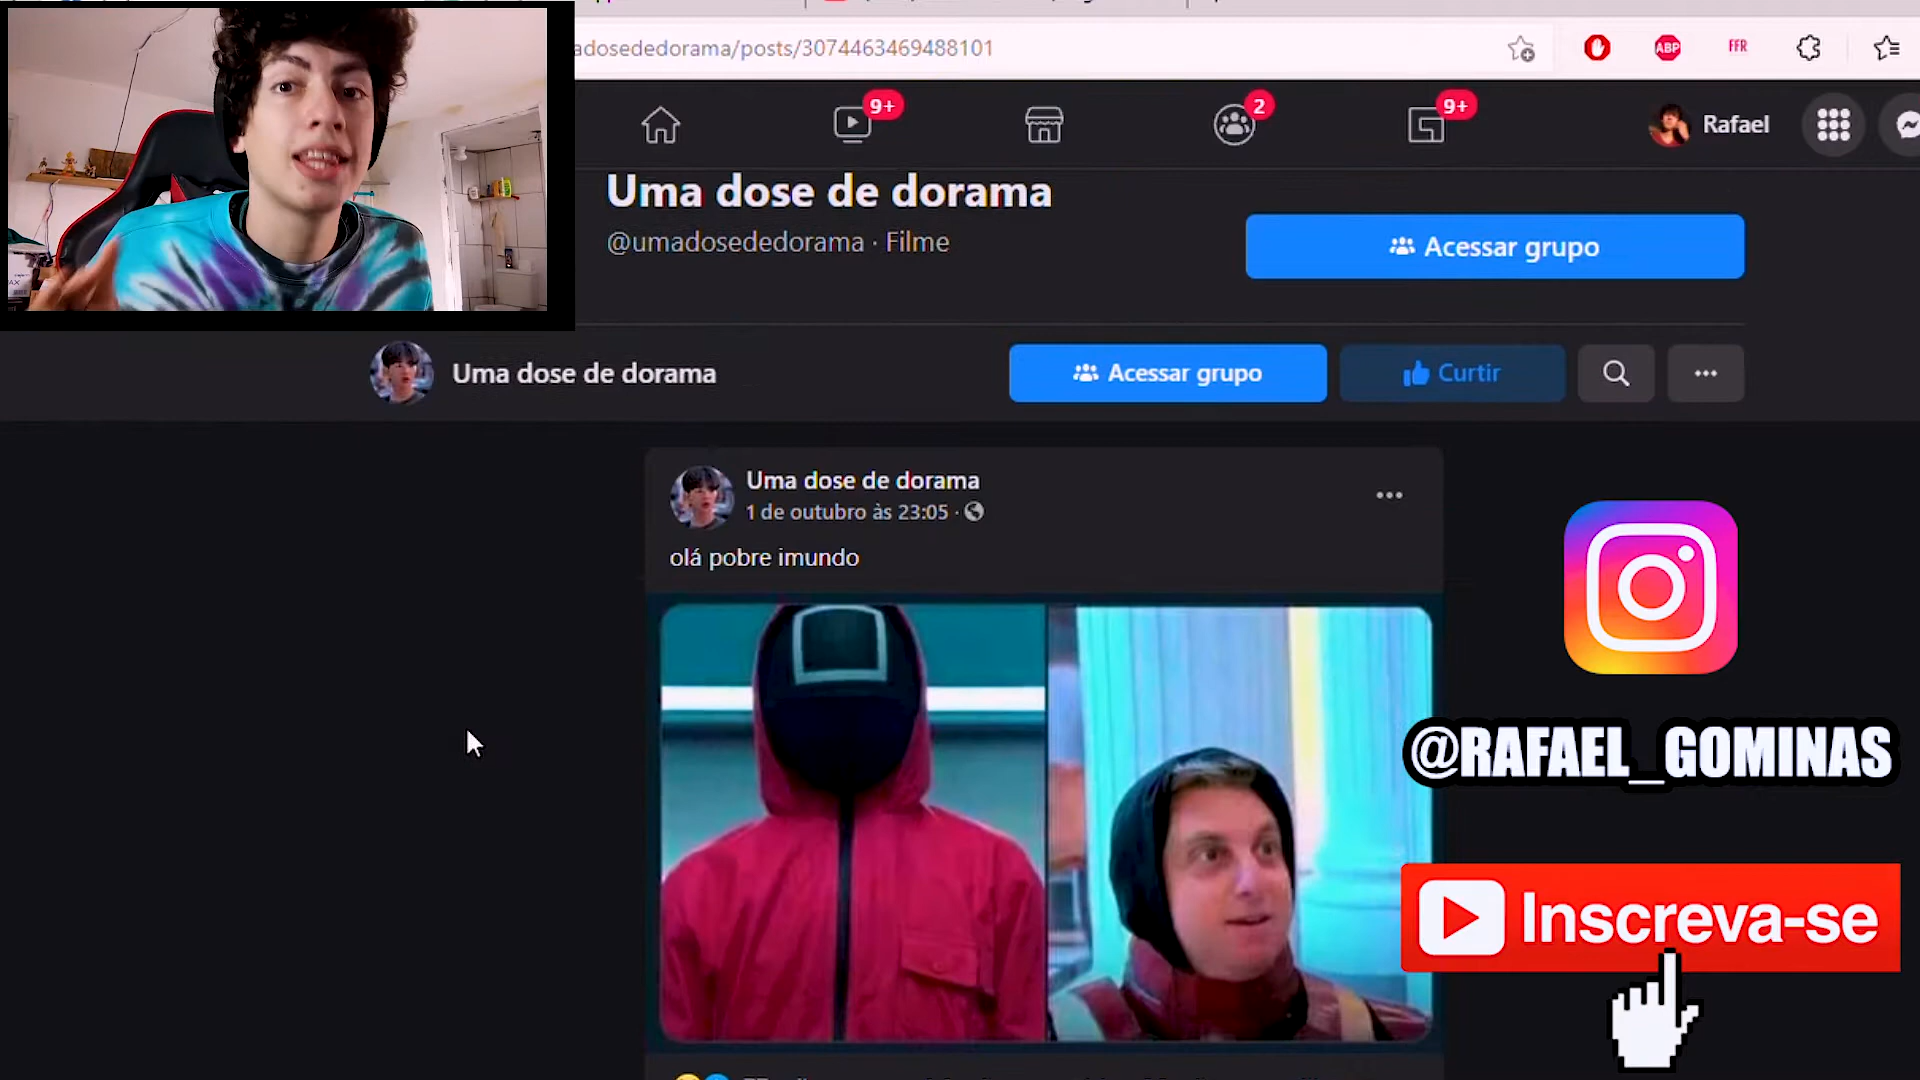 adosededorama/posts/3074463469488101
ABP
FFR
9+
2
9+
Rafael
Uma dose de dorama
@umadosededorama · Filme
Acessar grupo
Uma dose de dorama
Acessar grupo
Curtir
Uma dose de dorama
1 de outubro às 23:05 ·
olá pobre imundo
@RAFAEL_GOMINAS
Inscreva-se